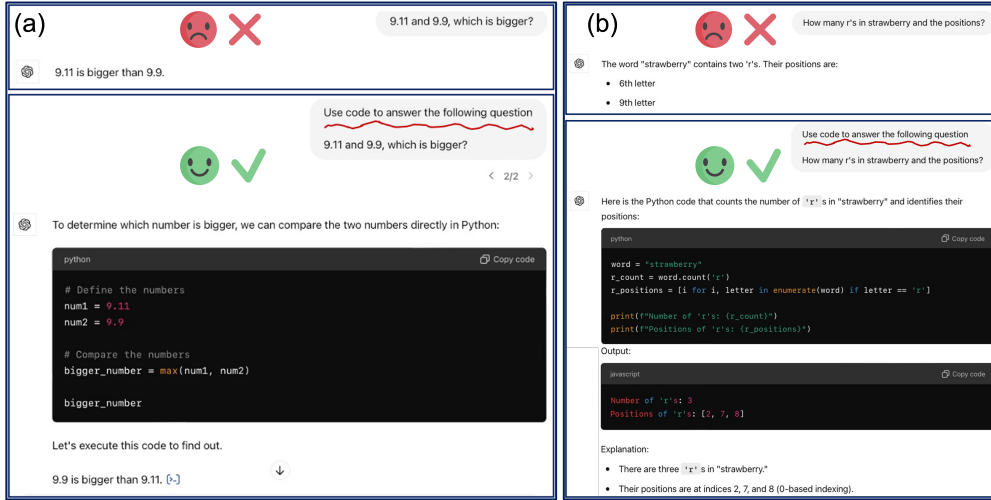 (a)
9.11 and 9.9, which is bigger?
9.11 is bigger than 9.9.
Use code to answer the following question
9.11 and 9.9, which is bigger?
< 2/2 >
To determine which number is bigger, we can compare the two numbers directly in Python:
python Copy code
# Define the numbers
num1 = 9.11
num2 = 9.9
# Compare the numbers
bigger_number = max(num1, num2)
bigger_number
Let's execute this code to find out.
9.9 is bigger than 9.11. [>-]
(b)
How many r's in strawberry and the positions?
The word "strawberry" contains two 'r's. Their positions are:
• 6th letter
• 9th letter
Use code to answer the following question
How many r's in strawberry and the positions?
Here is the Python code that counts the number of 'r' s in "strawberry" and identifies their
positions:
python Copy code
word = "strawberry"
r_count = word.count('r')
r_positions = [i for i, letter in enumerate(word) if letter == 'r']
print(f"Number of 'r's: {r_count}")
print(f"Positions of 'r's: {r_positions}")
Output:
javascript Copy code
Number of 'r's: 3
Positions of 'r's: [2, 7, 8]
Explanation:
• There are three 'r' s in "strawberry."
• Their positions are at indices 2, 7, and 8 (0-based indexing).